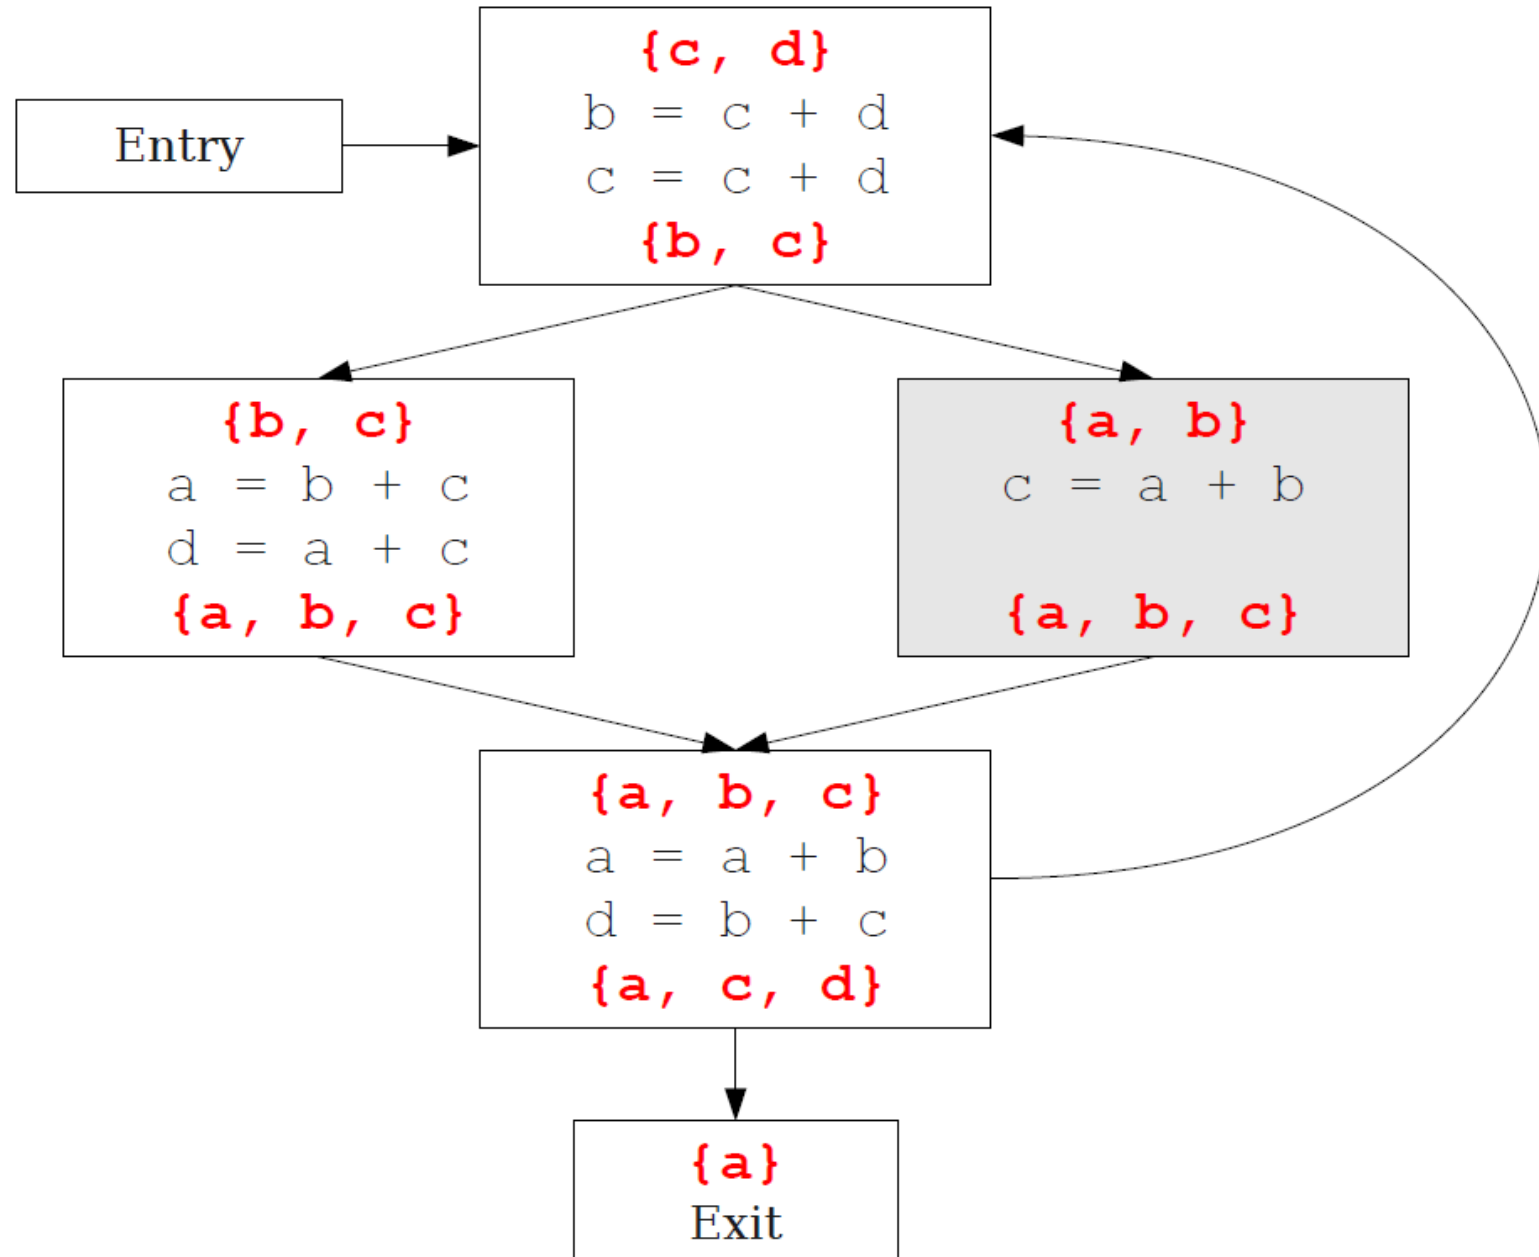 {c, d}
b = c + d
c = c + d
{b, c}
Entry
{b, c}
a = b + c
d = a + c
{a, b, c}
{a, b}
c = a + b
{a, b, c}
{a, b, c}
a = a + b
d = b + c
{a, c, d}
{a}
Exit